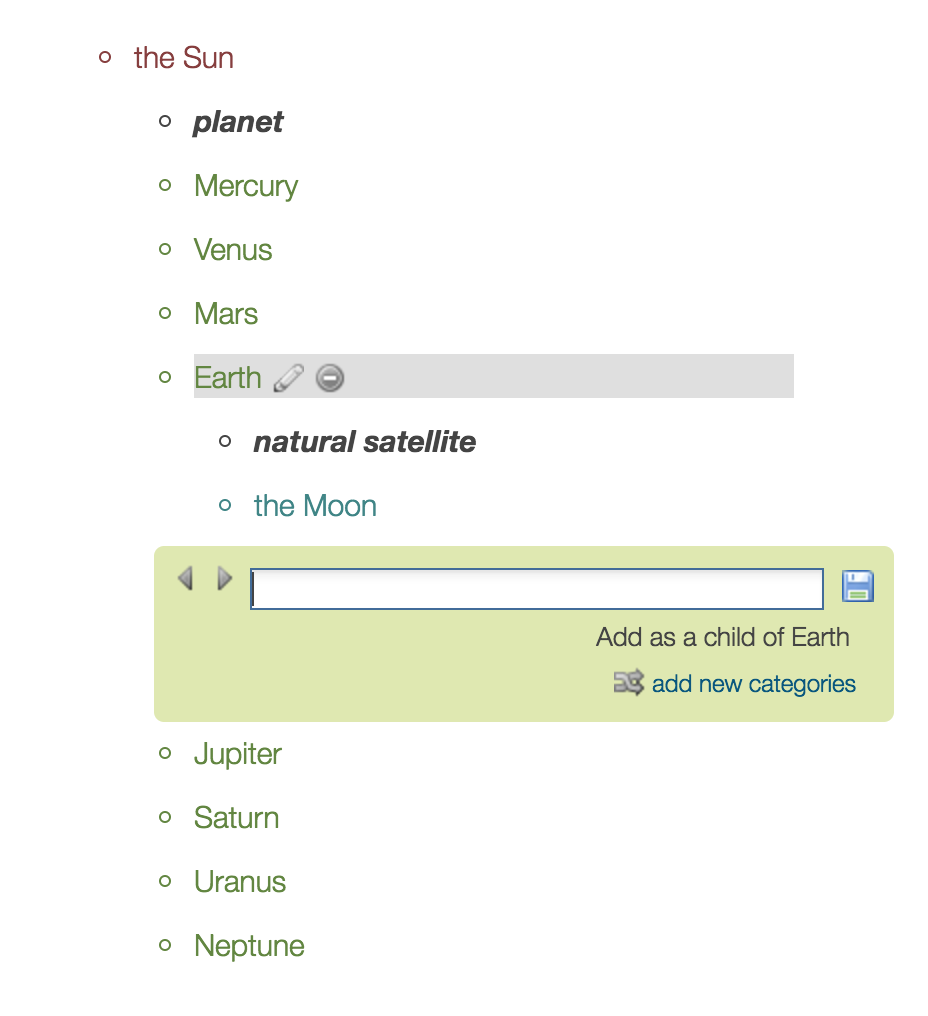 the Sun
planet
Mercury
Venus
Mars
Earth
natural satellite
the Moon
Add as a child of Earth
add new categories
Jupiter
Saturn
Uranus
Neptune